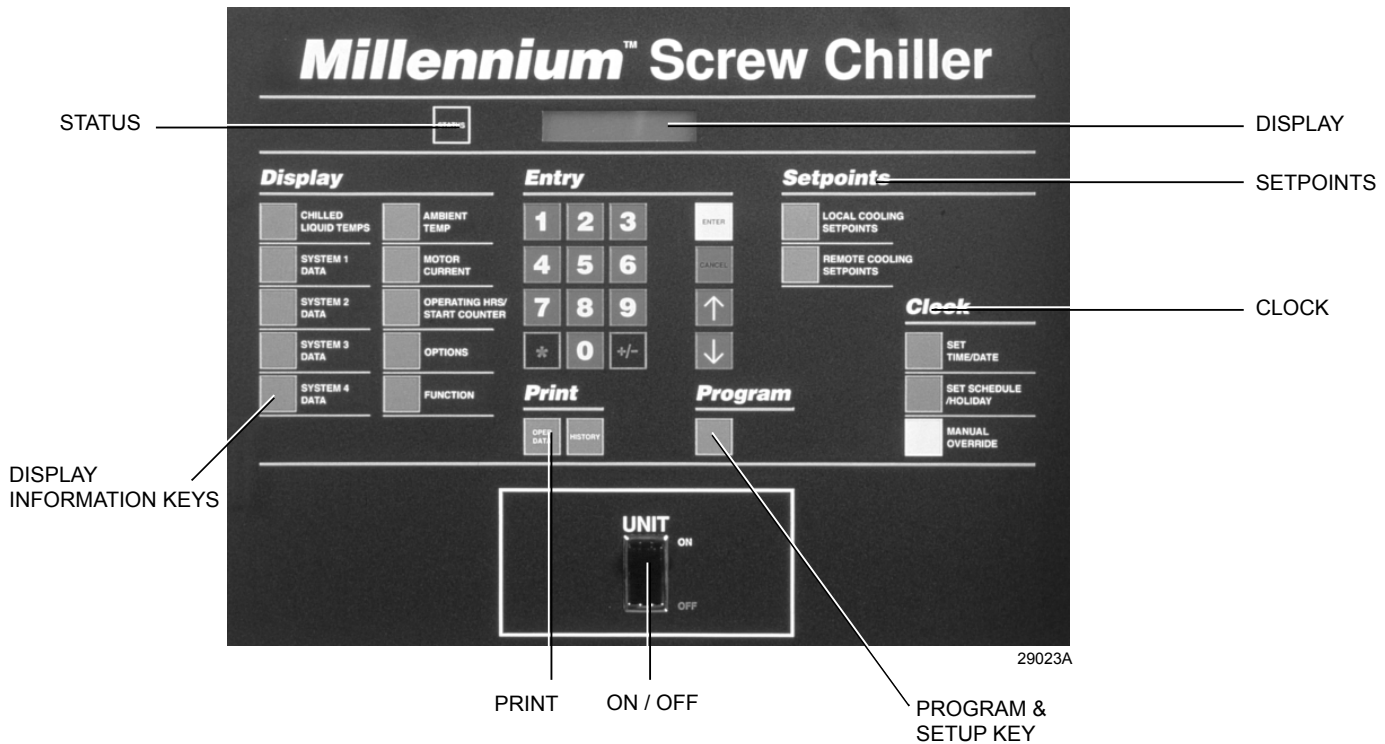 Millennium™ Screw Chiller
STATUS
STATUS
DISPLAY
Display
Entry
Setpoints
SETPOINTS
CHILLED
LIQUID TEMPS
AMBIENT
TEMP
1 2 3
ENTER
LOCAL COOLING
SETPOINTS
SYSTEM 1
DATA
MOTOR
CURRENT
4 5 6
CANCEL
REMOTE COOLING
SETPOINTS
SYSTEM 2
DATA
OPERATING HRS/
START COUNTER
7 8 9
↑
Clock
CLOCK
SYSTEM 3
DATA
OPTIONS
* 0 +/-
↓
SET
TIME/DATE
SYSTEM 4
DATA
FUNCTION
Print
Program
SET SCHEDULE
/HOLIDAY
OPER
DATA
HISTORY
MANUAL
OVERRIDE
DISPLAY
INFORMATION KEYS
UNIT
ON
OFF
29023A
PRINT
ON / OFF
PROGRAM &
SETUP KEY